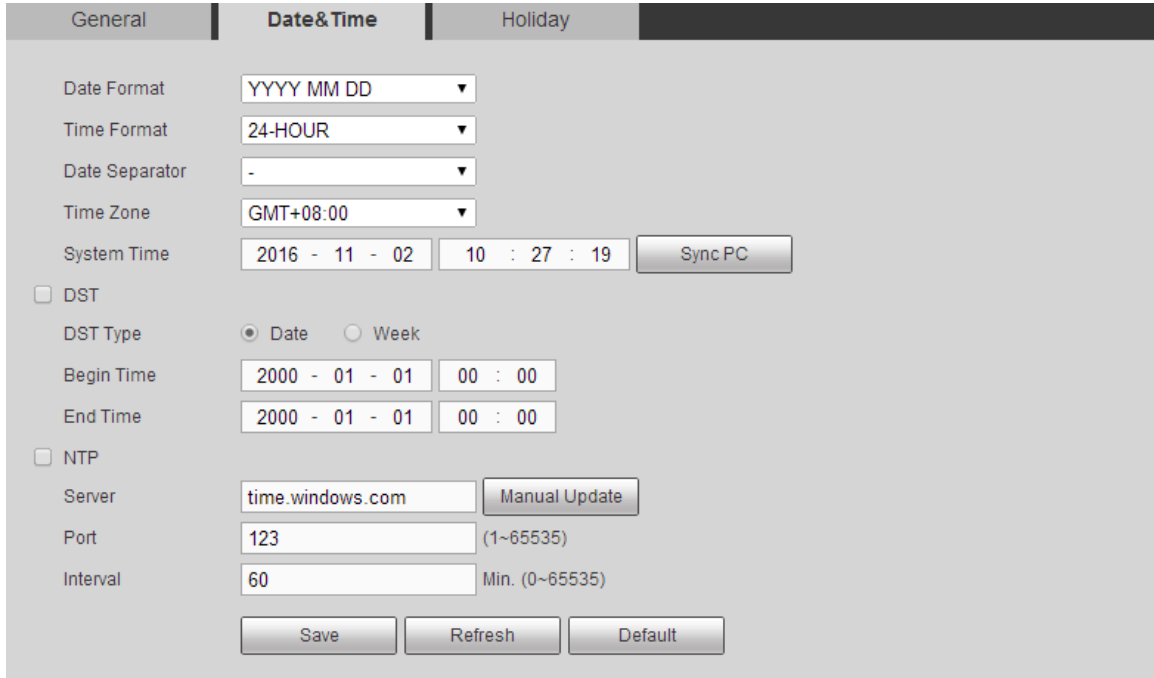 General Date&Time Holiday
Date Format YYYY MM DD
Time Format 24-HOUR
Date Separator -
Time Zone GMT+08:00
System Time 2016 - 11 - 02 10 : 27 : 19 Sync PC
DST
DST Type Date Week
Begin Time 2000 - 01 - 01 00 : 00
End Time 2000 - 01 - 01 00 : 00
NTP
Server time.windows.com Manual Update
Port 123 (1~65535)
Interval 60 Min. (0~65535)
Save Refresh Default